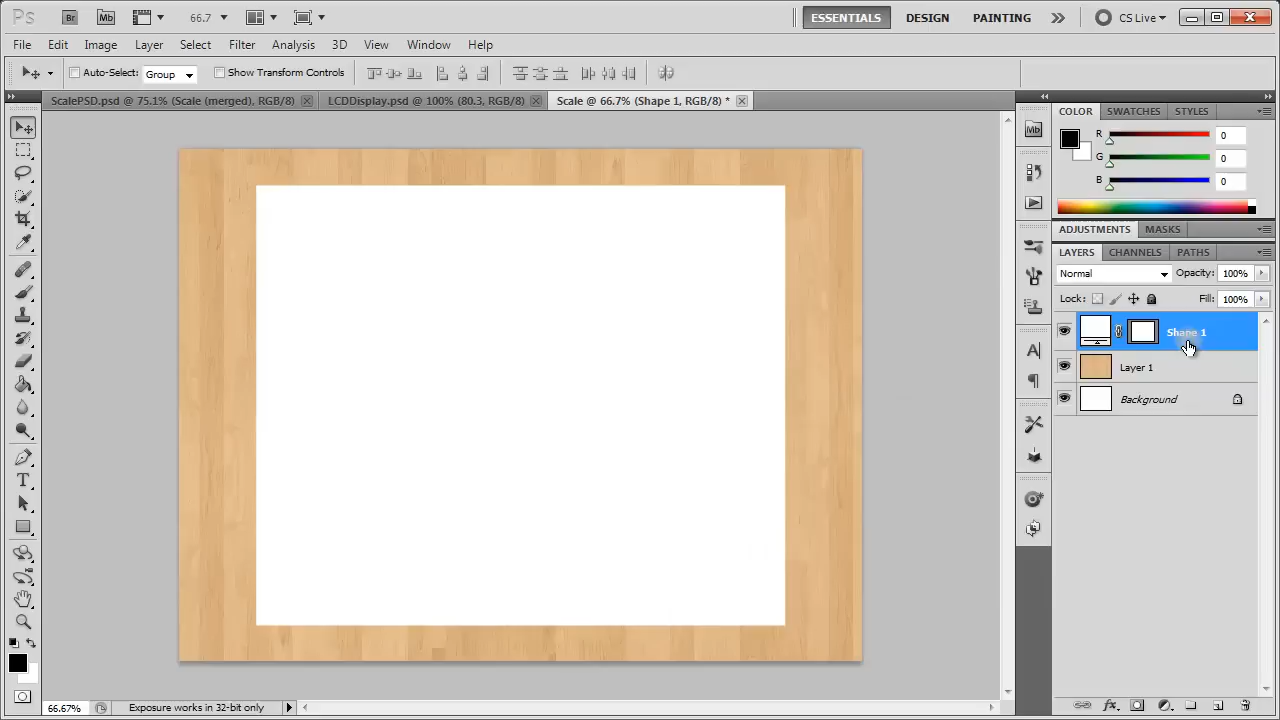 Ps Br Mb 66.7 ESSENTIALS DESIGN PAINTING CS Live
File Edit Image Layer Select Filter Analysis 3D View Window Help
Auto-Select: Group Show Transform Controls
ScalePSD.psd @ 75.1% (Scale (merged), RGB/8) LCDDisplay.psd @ 100% (80.3, RGB/8) Scale @ 66.7% (Shape 1, RGB/8) *
COLOR SWATCHES STYLES
Mb
R 0
G 0
B 0
ADJUSTMENTS MASKS
LAYERS CHANNELS PATHS
Normal Opacity: 100%
Lock: Fill: 100%
Shape 1
Layer 1
Background
66.67% Exposure works in 32-bit only